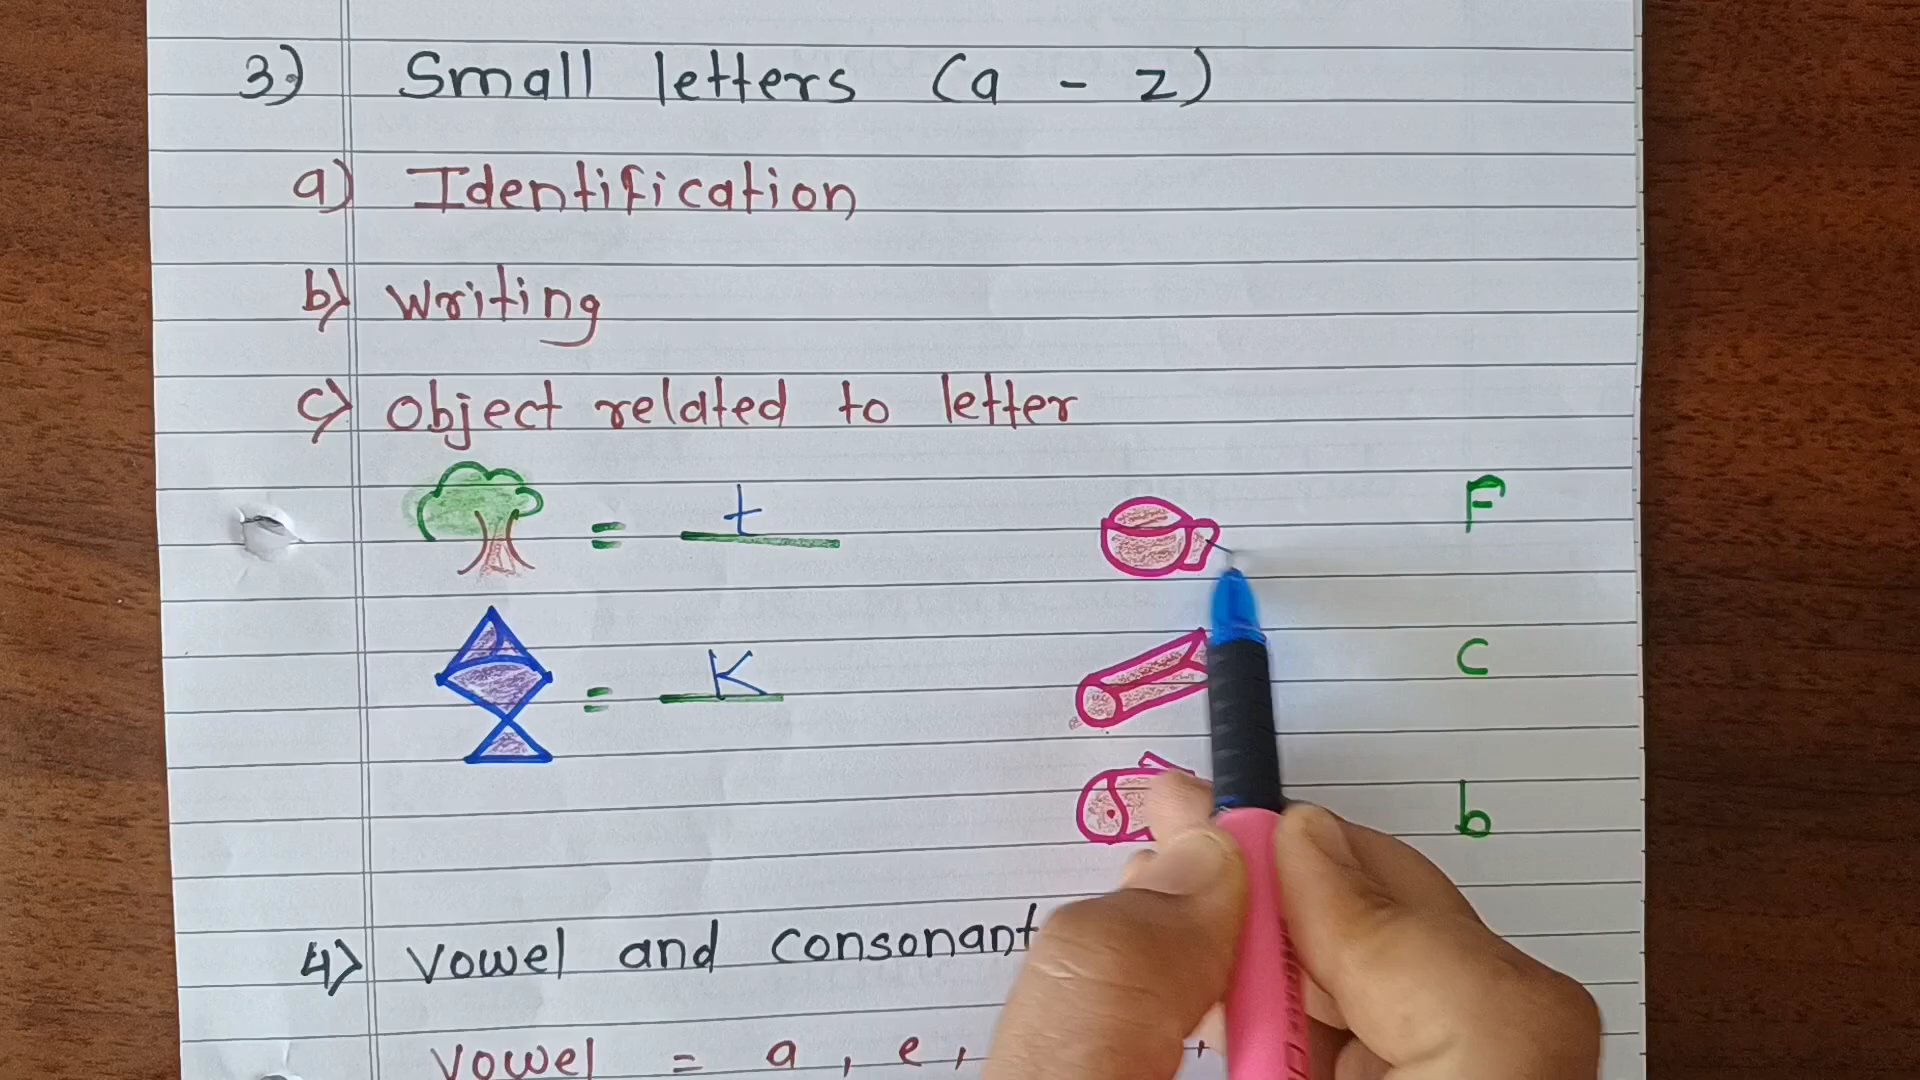 3) Small letters (a - z)
a) Identification
b) Writing
c) Object related to letter
= t F
= K c
b
4) Vowel and consonant
Vowel = a, e,